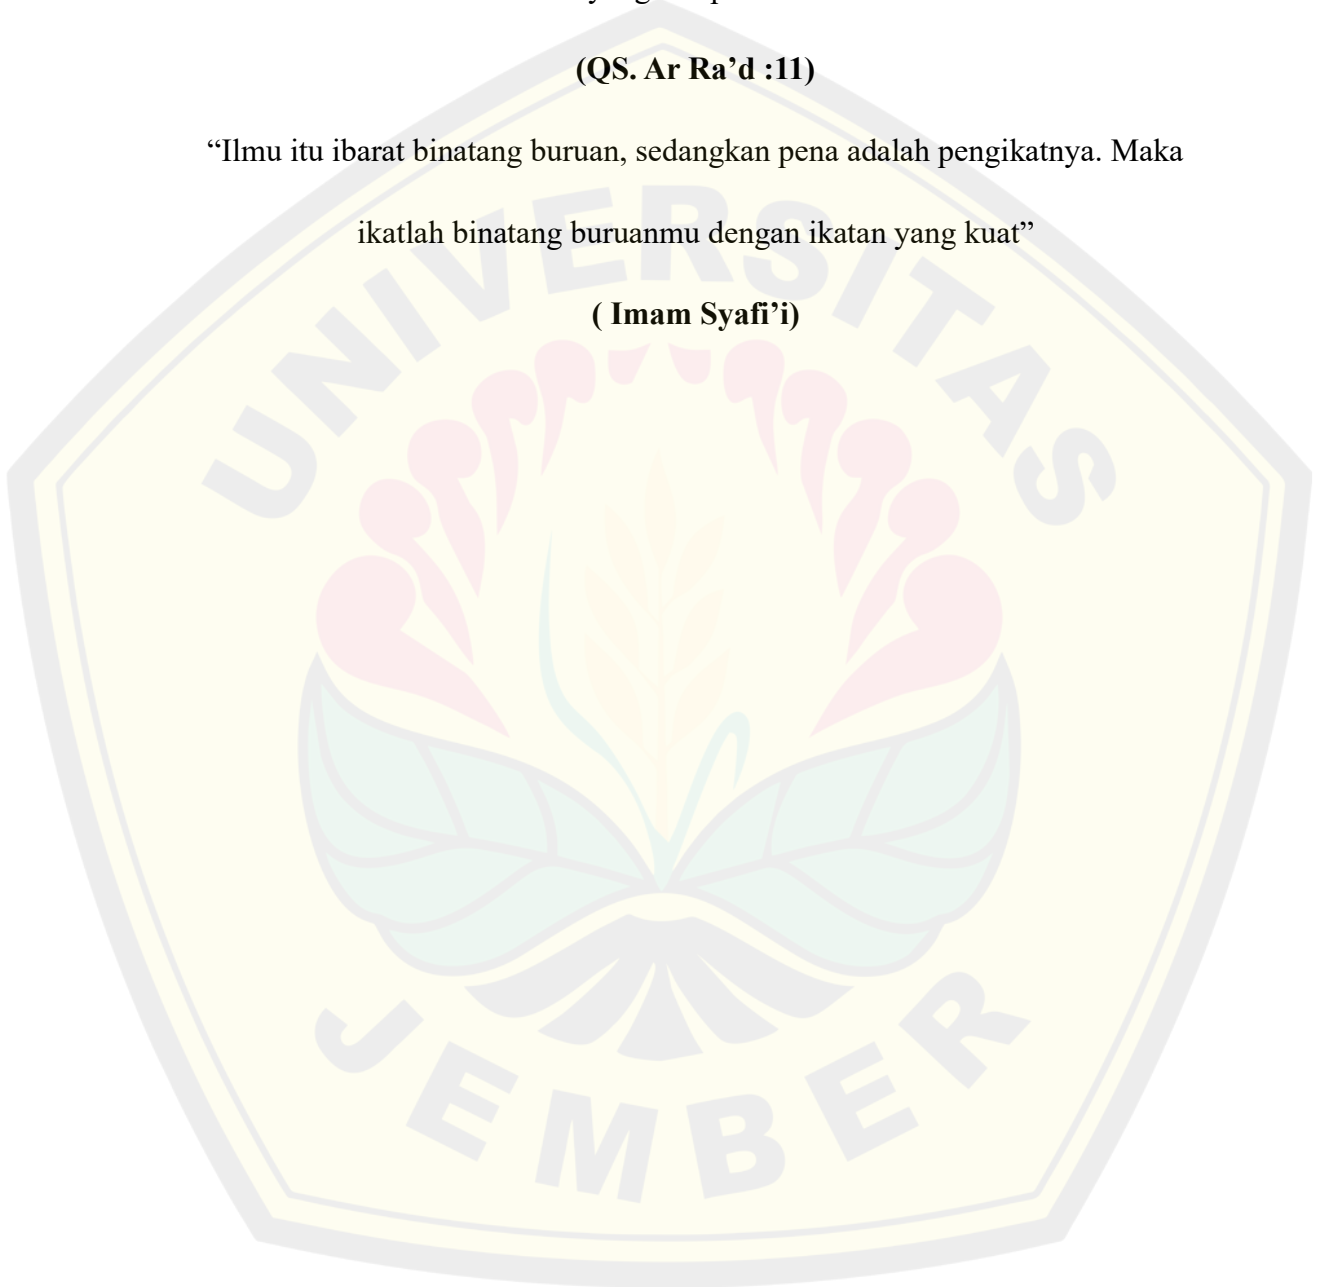 (QS. Ar Ra’d :11)
“Ilmu itu ibarat binatang buruan, sedangkan pena adalah pengikatnya. Maka
ikatlah binatang buruanmu dengan ikatan yang kuat”
( Imam Syafi’i)
UNIVERSITAS
JEMBER